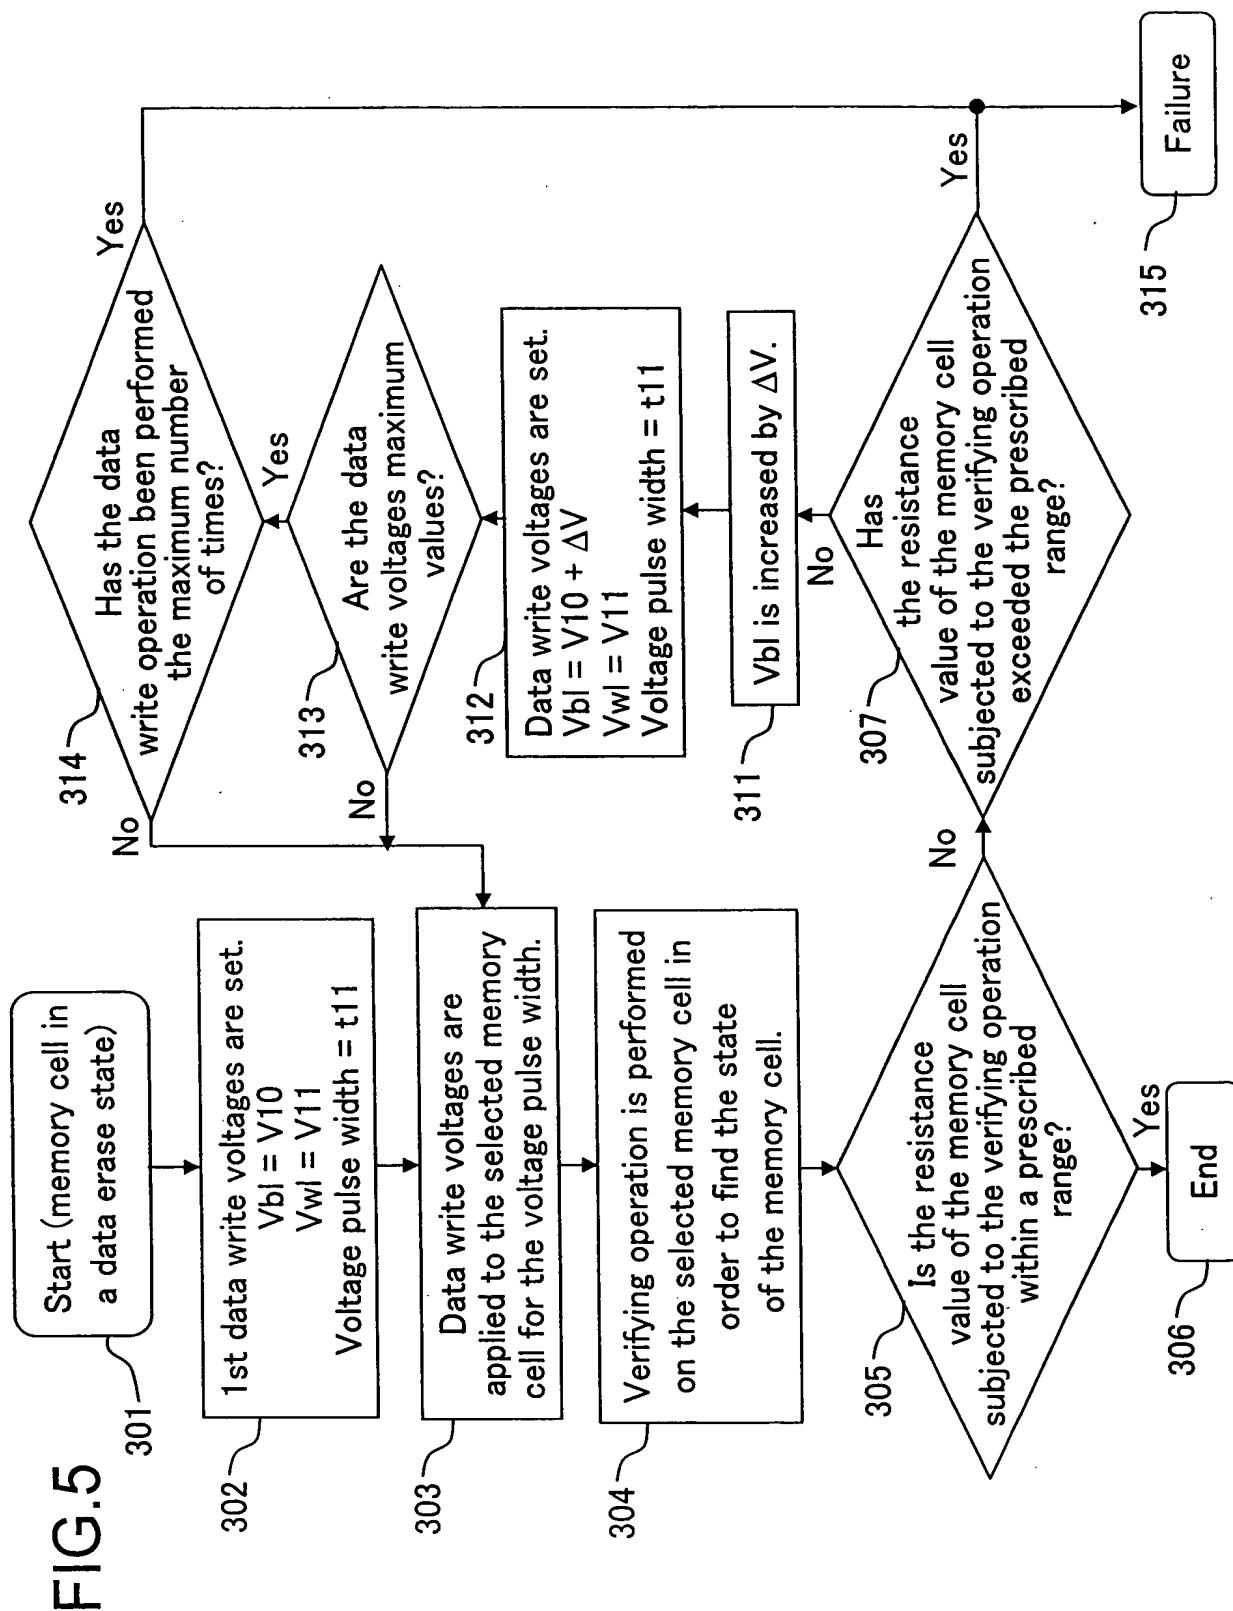 FIG.5
301
Start (memory cell in
a data erase state)
302
1st data write voltages are set.
Vbl = V10
Vwl = V11
Voltage pulse width = t11
303
Data write voltages are
applied to the selected memory
cell for the voltage pulse width.
304
Verifying operation is performed
on the selected memory cell in
order to find the state
of the memory cell.
305
Is the resistance
value of the memory cell
subjected to the verifying operation
within a prescribed
range?
Yes
No
306
End
314
Has the data
write operation been performed
the maximum number
of times?
Yes
No
313
Are the data
write voltages maximum
values?
Yes
No
312
Data write voltages are set.
Vbl = V10 + ΔV
Vwl = V11
Voltage pulse width = t11
311
Vbl is increased by ΔV.
307
No
Has
the resistance
value of the memory cell
subjected to the verifying operation
exceeded the prescribed
range?
Yes
315
Failure